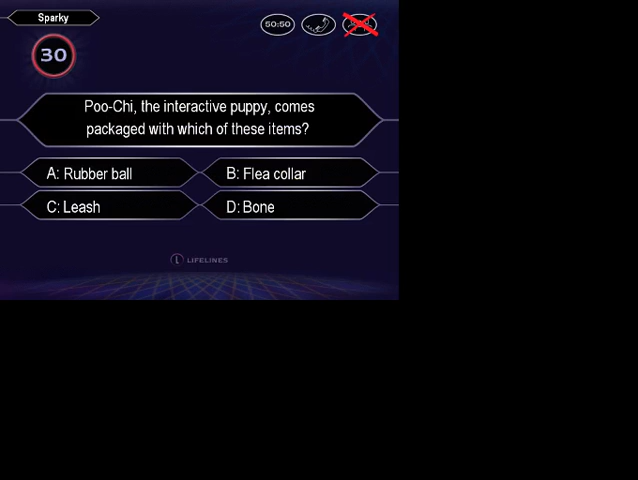 Sparky
50:50
30
Poo-Chi, the interactive puppy, comes
packaged with which of these items?
A: Rubber ball
B: Flea collar
C: Leash
D: Bone
L LIFELINES